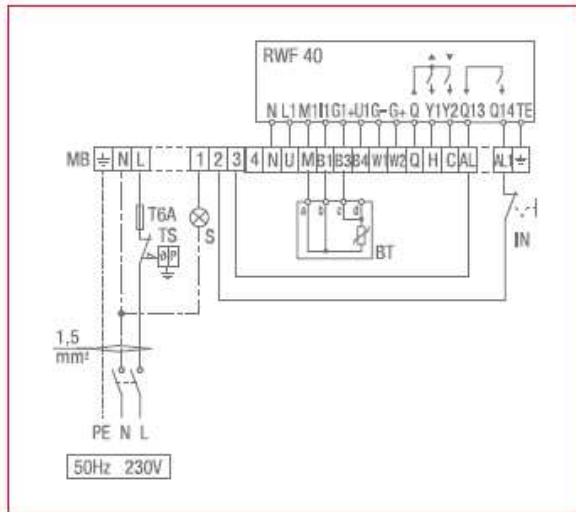 RWF 40
N L1 M1 I1 G1+ U1 G- G+ Q Y1 Y2 Q13 Q14 TE
MB N L 1 2 3 4 N U M B1 B3 B4 W1 W2 Q H C AL AL1
T6A
TS
θ P
S
a b c d
BT
IN
1,5
mm²
PE N L
50Hz 230V